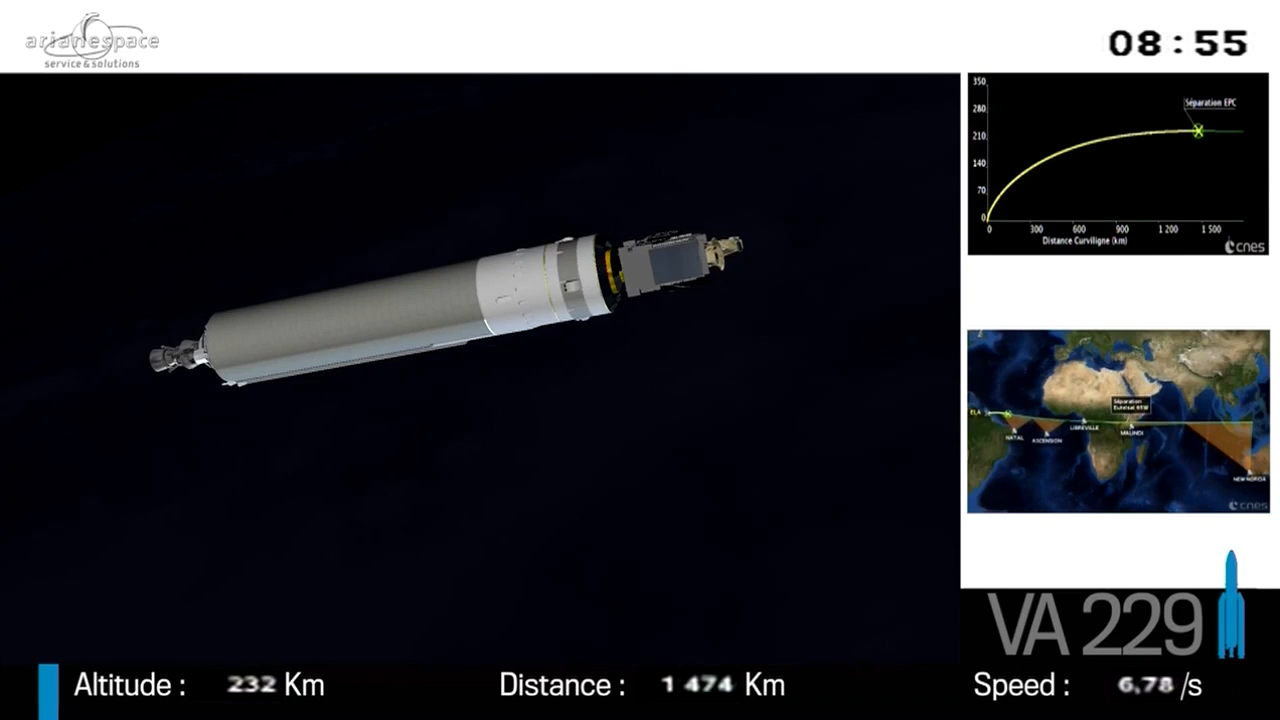 arianespace
service & solutions
08:55
350
280
210
140
70
0
Séparation EPC
0 300 600 900 1 200 1 500
Distance Curviligne (km)
cnes
Séparation
Eutelsat 65W
ELA
NATAL
ASCENSION
LIBREVILLE
MALINDI
NEW NORCIA
cnes
VA 229
Altitude : 232 Km
Distance : 1 474 Km
Speed : 6,78 /s